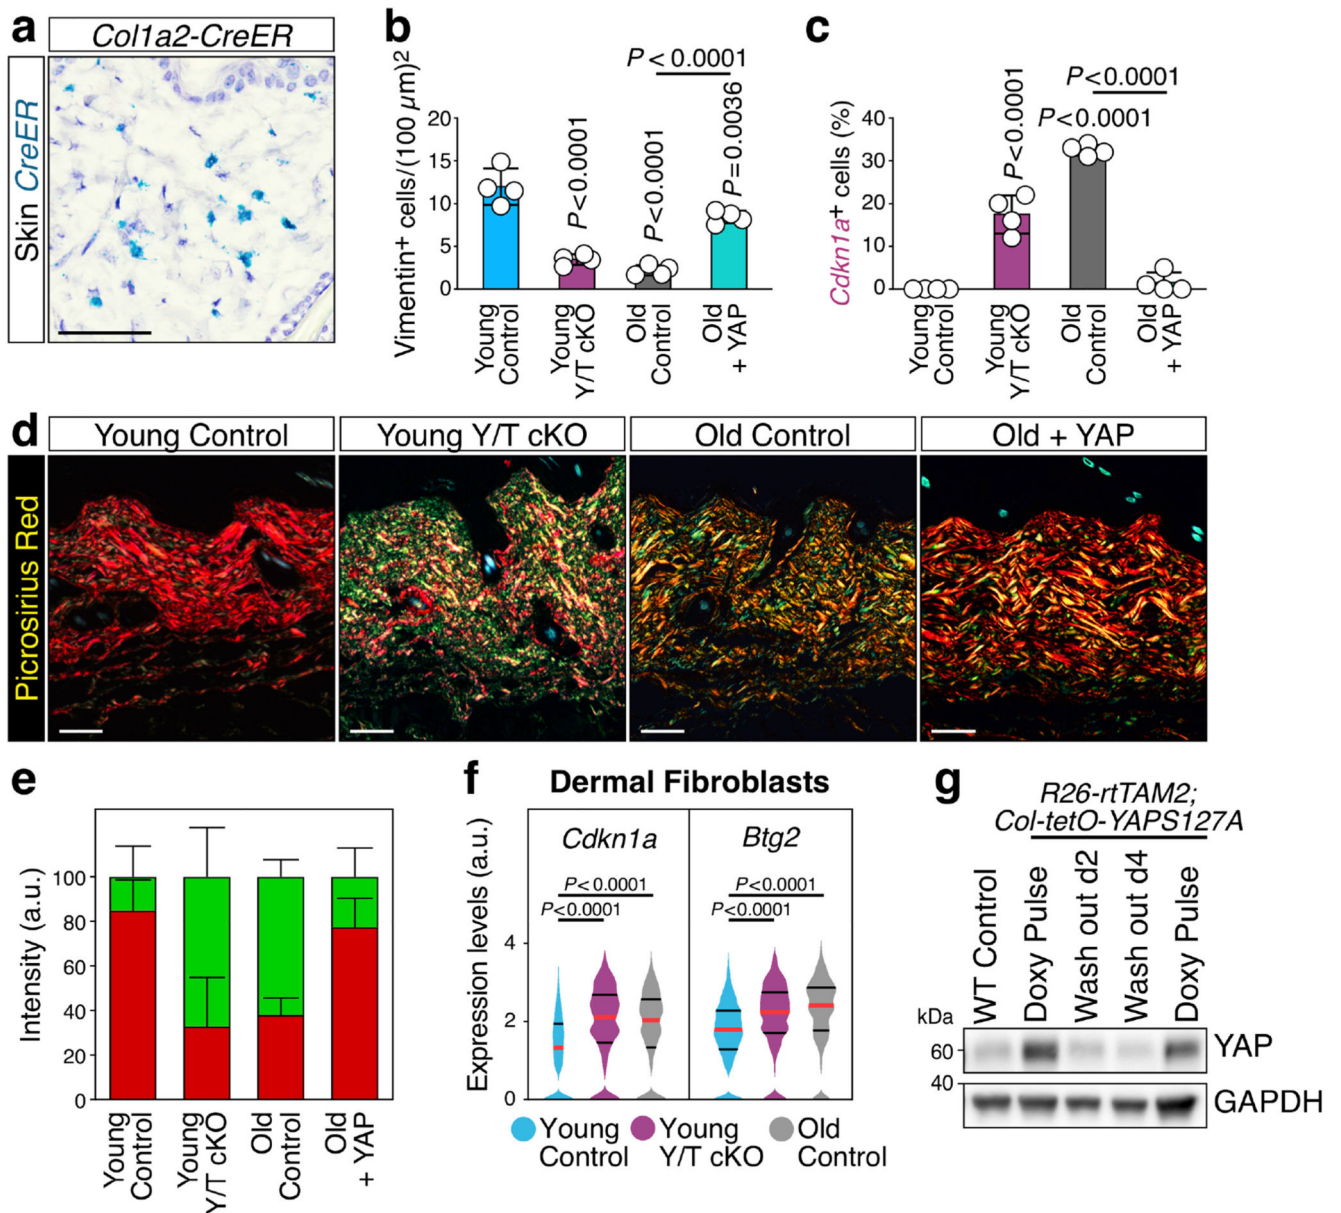 a
Col1a2-CreER
Skin CreER
b
Vimentin+ cells/(100 µm)2
20
15
10
5
0
P<0.0001
P<0.0001
P=0.0036
P<0.0001
Young
Control
Young
Y/T cKO
Old
Control
Old
+ YAP
c
Cdkn1a+ cells (%)
40
30
20
10
0
P<0.0001
P<0.0001
P<0.0001
Young
Control
Young
Y/T cKO
Old
Control
Old
+ YAP
d
Young Control
Young Y/T cKO
Old Control
Old + YAP
Picrosirius Red
e
Intensity (a.u.)
100
80
60
40
20
0
Young
Control
Young
Y/T cKO
Old
Control
Old
+ YAP
f
Dermal Fibroblasts
Cdkn1a
Btg2
Expression levels (a.u.)
4
2
0
P<0.0001
P<0.0001
P<0.0001
P<0.0001
Young
Control
Young
Y/T cKO
Old
Control
g
R26-rtTAM2;
Col-tetO-YAPS127A
WT Control
Doxy Pulse
Wash out d2
Wash out d4
Doxy Pulse
kDa
60
40
YAP
GAPDH